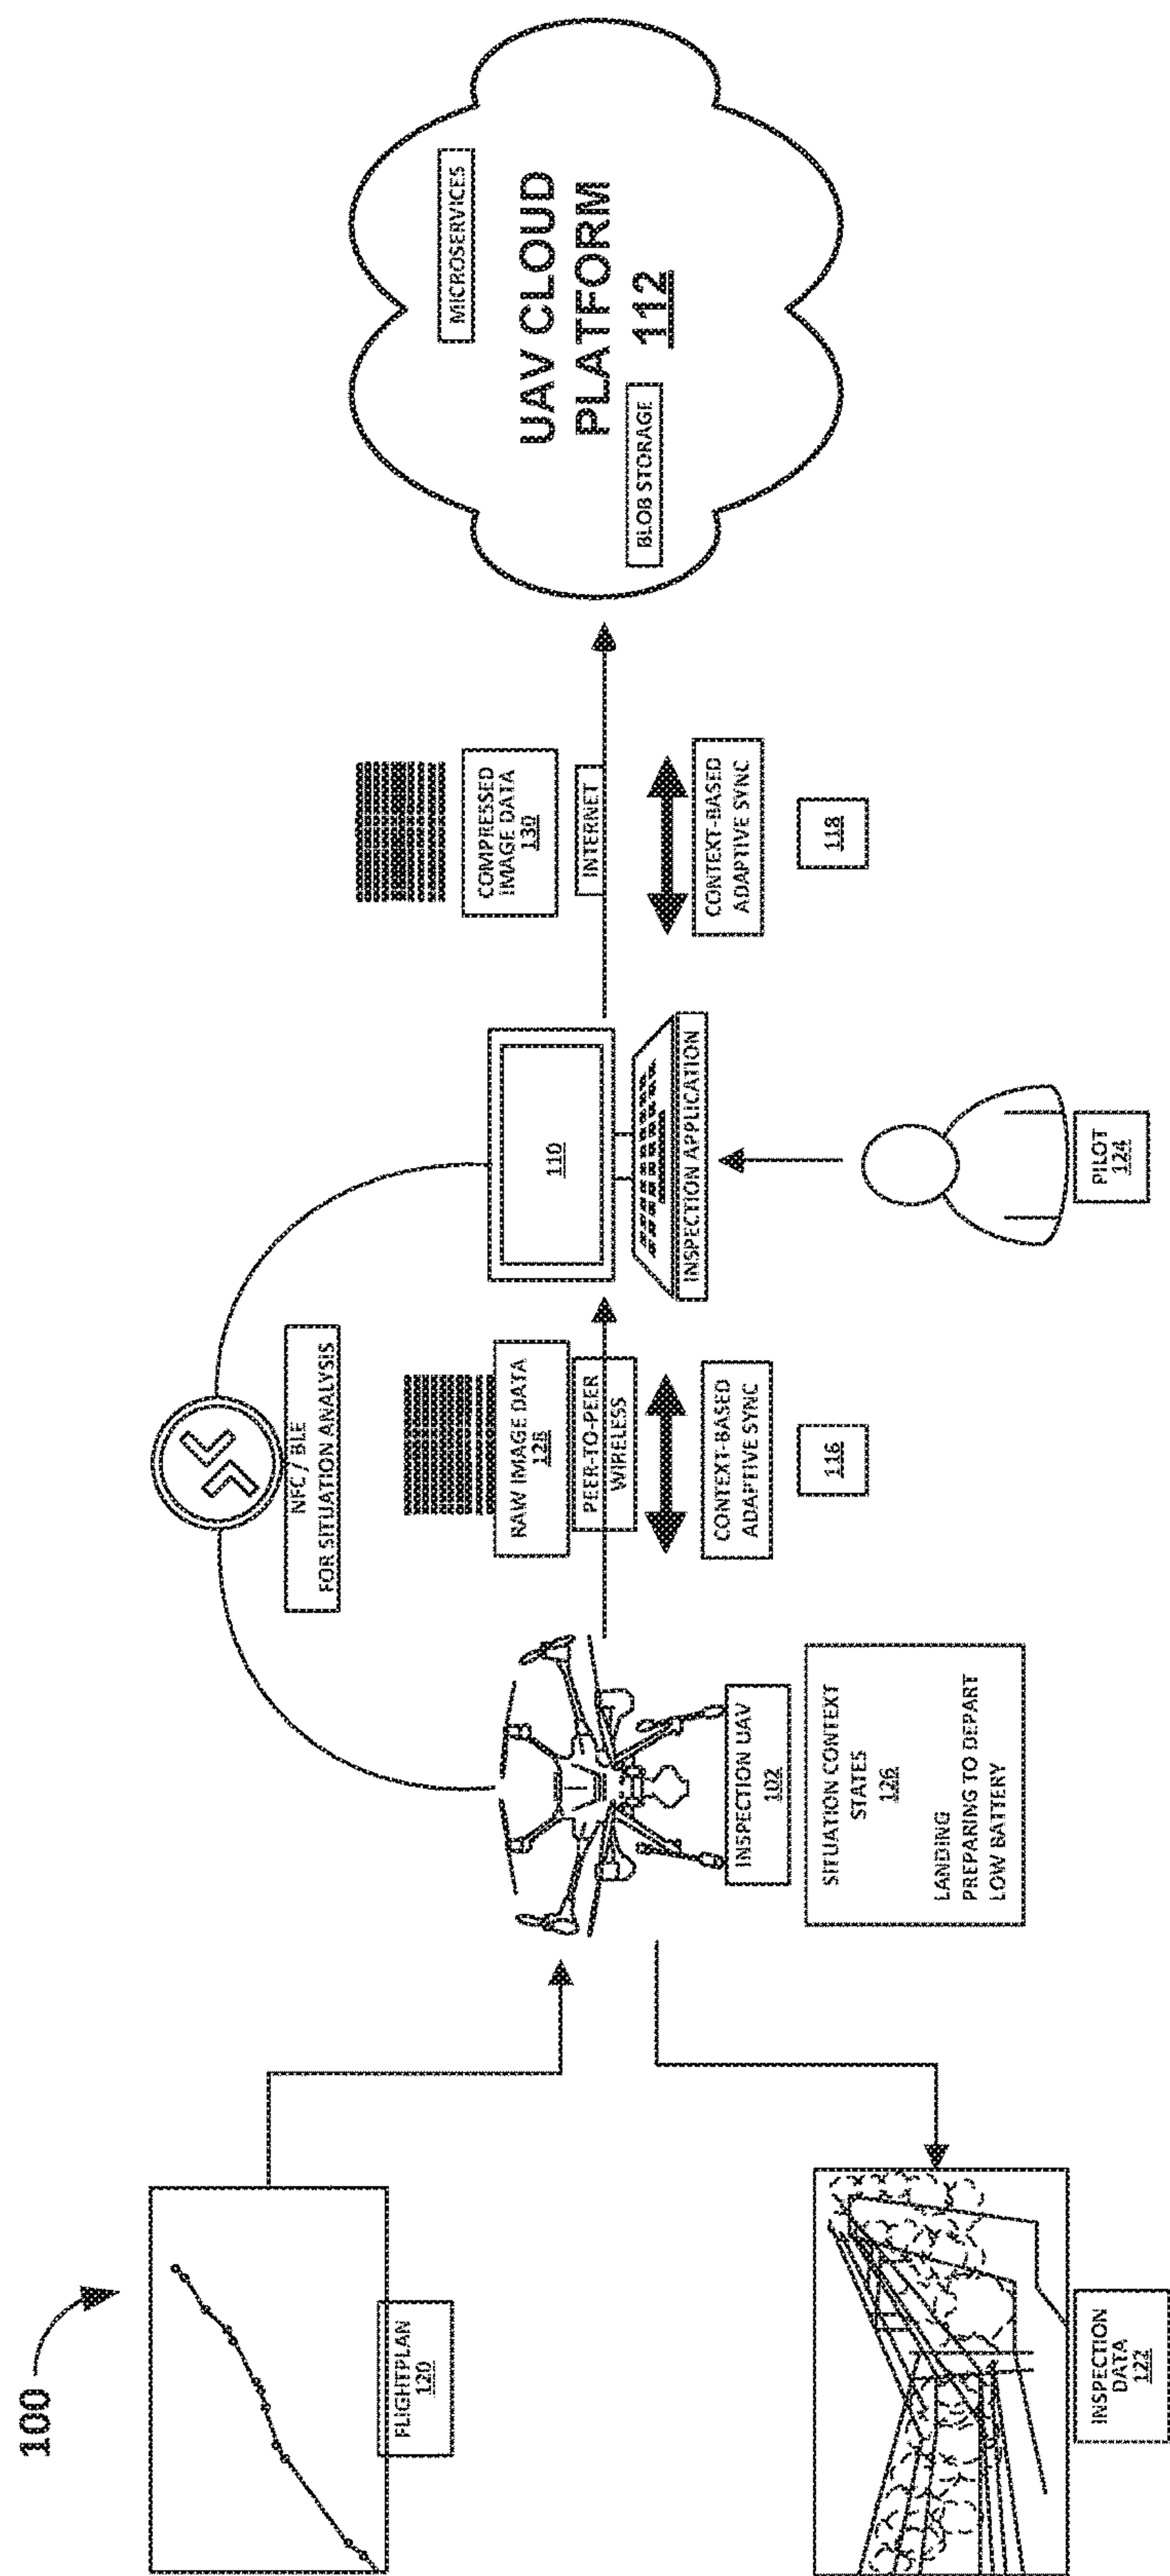 100
FLIGHTPLAN
120
INSPECTION
DATA
122
NFC / BLE
FOR SITUATION ANALYSIS
INSPECTION UAV
102
SITUATION CONTEXT
STATES
126
LANDING
PREPARING TO DEPART
LOW BATTERY
RAW IMAGE DATA
128
PEER-TO-PEER
WIRELESS
CONTEXT-BASED
ADAPTIVE SYNC
116
110
INSPECTION APPLICATION
PILOT
124
COMPRESSED
IMAGE DATA
130
INTERNET
CONTEXT-BASED
ADAPTIVE SYNC
118
MICROSERVICES
UAV CLOUD
PLATFORM
112
BLOB STORAGE